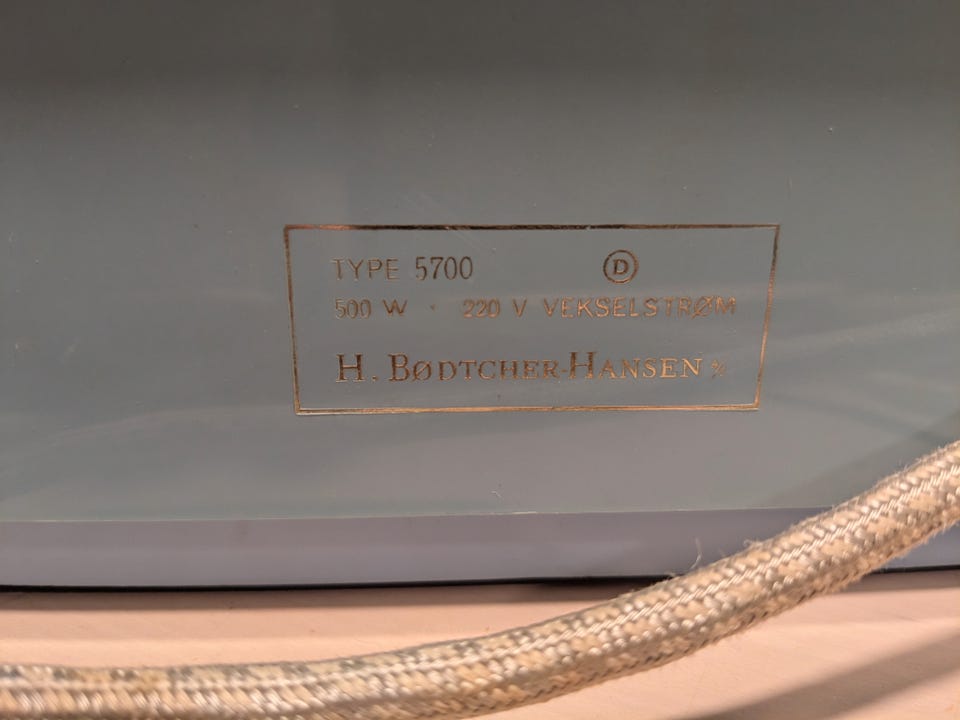 TYPE 5700 Ⓓ
500 W · 220 V VEKSELSTRØM
H. BØDTCHER-HANSEN